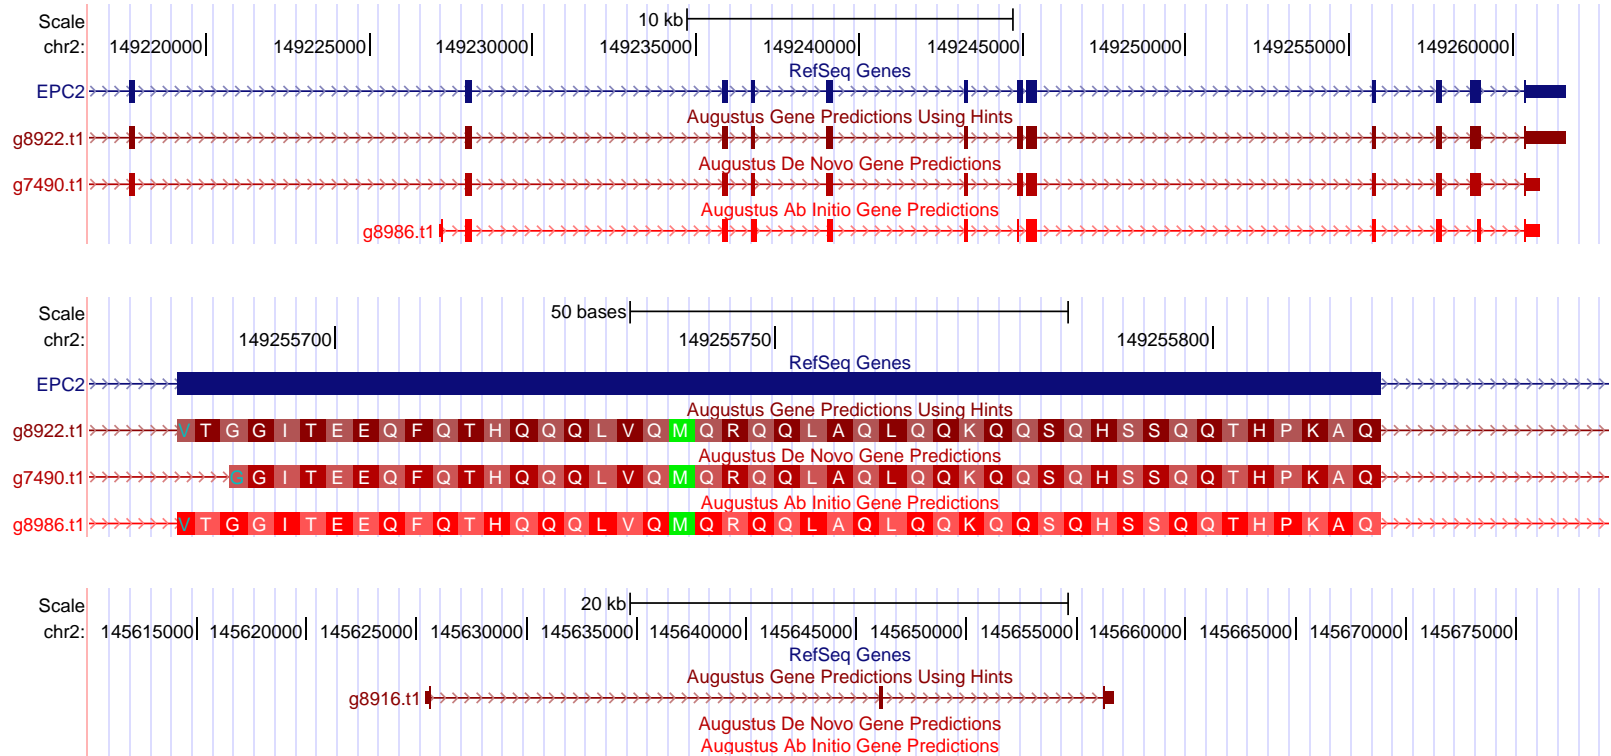 Scale 10 kb
chr2: 149220000 149225000 149230000 149235000 149240000 149245000 149250000 149255000 149260000
RefSeq Genes
EPC2
Augustus Gene Predictions Using Hints
g8922.t1
Augustus De Novo Gene Predictions
g7490.t1
Augustus Ab Initio Gene Predictions
g8986.t1
Scale 50 bases
chr2: 149255700 149255750 149255800
RefSeq Genes
EPC2
Augustus Gene Predictions Using Hints
g8922.t1 V T G G I T E E Q F Q T H Q Q Q L V Q M Q R Q Q L A Q L Q Q K Q Q S Q H S S Q Q T H P K A Q
Augustus De Novo Gene Predictions
g7490.t1 G G I T E E Q F Q T H Q Q Q L V Q M Q R Q Q L A Q L Q Q K Q Q S Q H S S Q Q T H P K A Q
Augustus Ab Initio Gene Predictions
g8986.t1 V T G G I T E E Q F Q T H Q Q Q L V Q M Q R Q Q L A Q L Q Q K Q Q S Q H S S Q Q T H P K A Q
Scale 20 kb
chr2: 145615000 145620000 145625000 145630000 145635000 145640000 145645000 145650000 145655000 145660000 145665000 145670000 145675000
RefSeq Genes
Augustus Gene Predictions Using Hints
g8916.t1
Augustus De Novo Gene Predictions
Augustus Ab Initio Gene Predictions